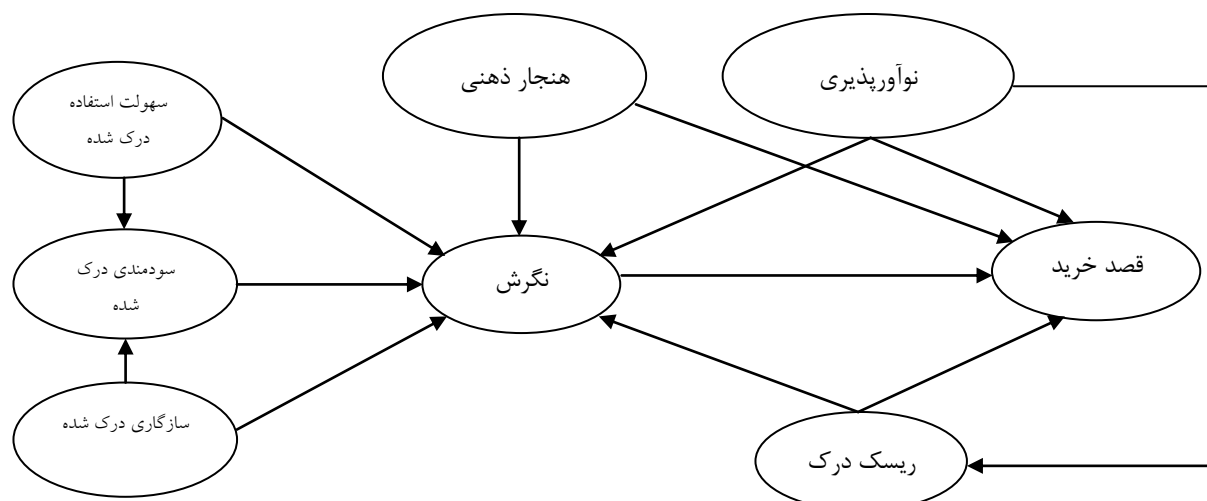 هنجار ذهنی
نوآورپذیری
سهولت استفاده
درک شده
سودمندی درک
شده
نگرش
قصد خرید
سازگاری درک شده
ریسک درک